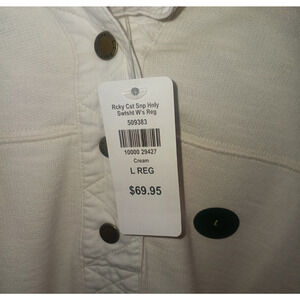 Rcky Cst Snp Hnly
Swtsht W's Reg
509383
10000 29427
Cream
L REG
$69.95
L